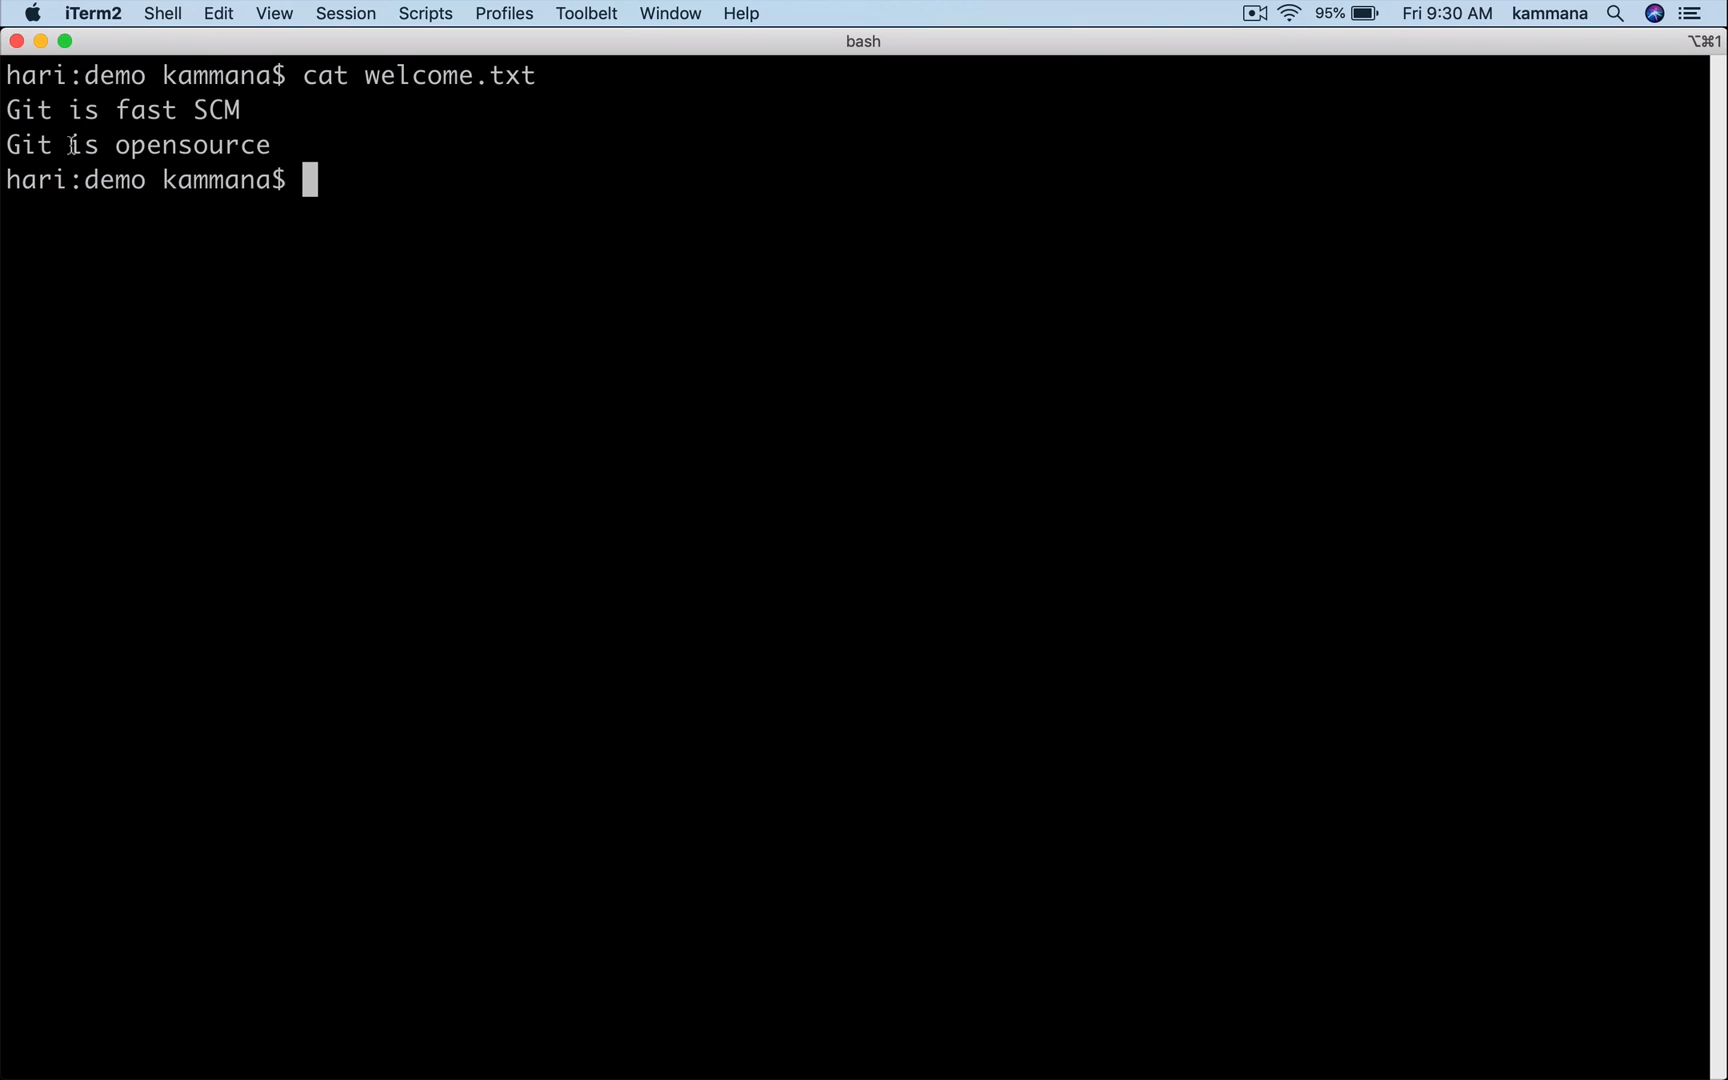 iTerm2 Shell Edit View Session Scripts Profiles Toolbelt Window Help 95% Fri 9:30 AM kammana
bash ⌥⌘1
hari:demo kammana$ cat welcome.txt
Git is fast SCM
Git is opensource
hari:demo kammana$